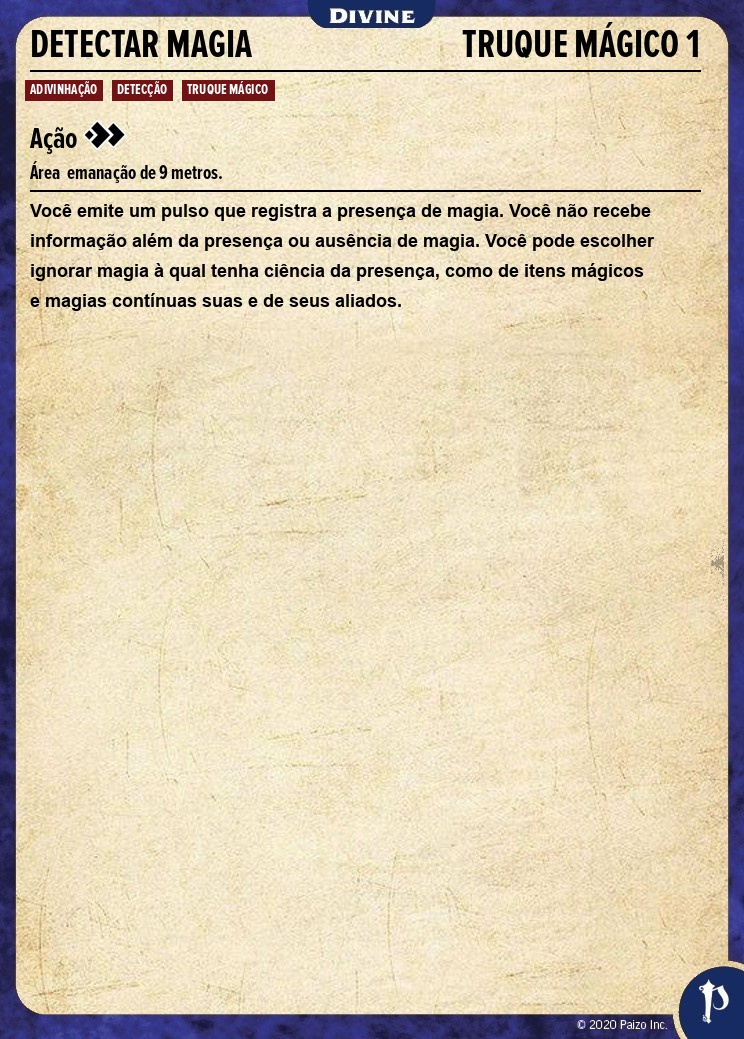 DIVINE
DETECTAR MAGIA TRUQUE MÁGICO 1
ADIVINHAÇÃO DETECÇÃO TRUQUE MÁGICO
Ação
Área emanação de 9 metros.
Você emite um pulso que registra a presença de magia. Você não recebe
informação além da presença ou ausência de magia. Você pode escolher
ignorar magia à qual tenha ciência da presença, como de itens mágicos
e magias contínuas suas e de seus aliados.
© 2020 Paizo Inc.